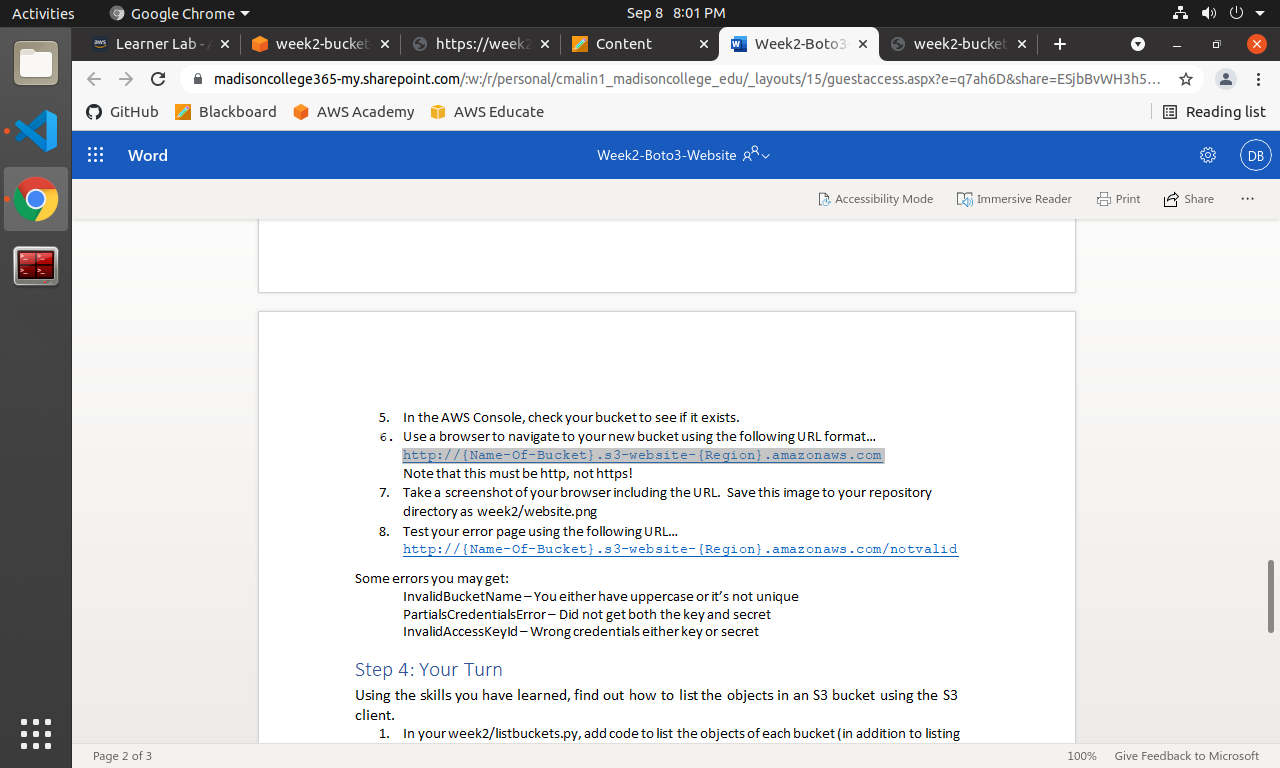 Activities
Google Chrome
Sep 8 8:01 PM
Learner Lab - A
week2-bucket
https://week2
Content
Week2-Boto3-
week2-bucket
madisoncollege365-my.sharepoint.com/:w:/r/personal/cmalin1_madisoncollege_edu/_layouts/15/guestaccess.aspx?e=q7ah6D&share=ESjbBvWH3h5...
GitHub
Blackboard
AWS Academy
AWS Educate
Reading list
Word
Week2-Boto3-Website
DB
Accessibility Mode
Immersive Reader
Print
Share
5. In the AWS Console, check your bucket to see if it exists.
6. Use a browser to navigate to your new bucket using the following URL format…
http://{Name-Of-Bucket}.s3-website-{Region}.amazonaws.com
Note that this must be http, not https!
7. Take a screenshot of your browser including the URL. Save this image to your repository
directory as week2/website.png
8. Test your error page using the following URL…
http://{Name-Of-Bucket}.s3-website-{Region}.amazonaws.com/notvalid
Some errors you may get:
InvalidBucketName – You either have uppercase or it’s not unique
PartialsCredentialsError – Did not get both the key and secret
InvalidAccessKeyId – Wrong credentials either key or secret
Step 4: Your Turn
Using the skills you have learned, find out how to list the objects in an S3 bucket using the S3
client.
1. In your week2/listbuckets.py, add code to list the objects of each bucket (in addition to listing
Page 2 of 3
100%
Give Feedback to Microsoft